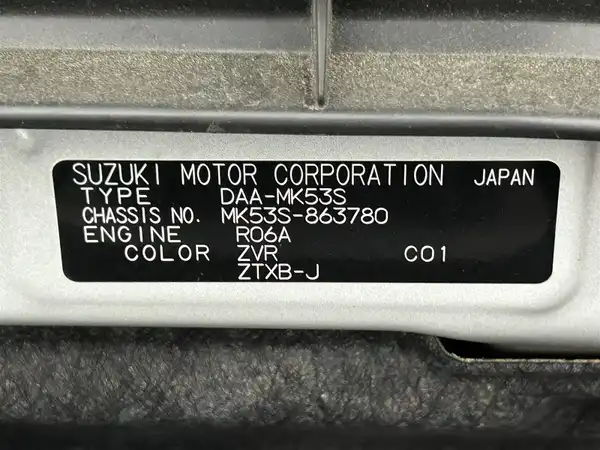 SUZUKI MOTOR CORPORATION JAPAN
TYPE DAA-MK53S
CHASSIS NO. MK53S-863780
ENGINE R06A
COLOR ZVR C01
ZTXB-J